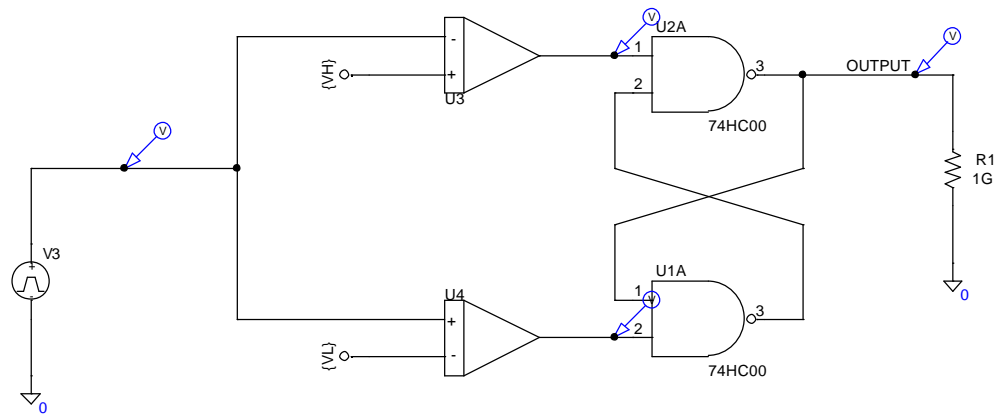 V
U2A
V
1
-
3
OUTPUT
{VH}
+
2
U3
74HC00
V
R1
1G
V3
+
-
U1A
U4
1
V
0
+
3
2
{VL}
-
74HC00
0